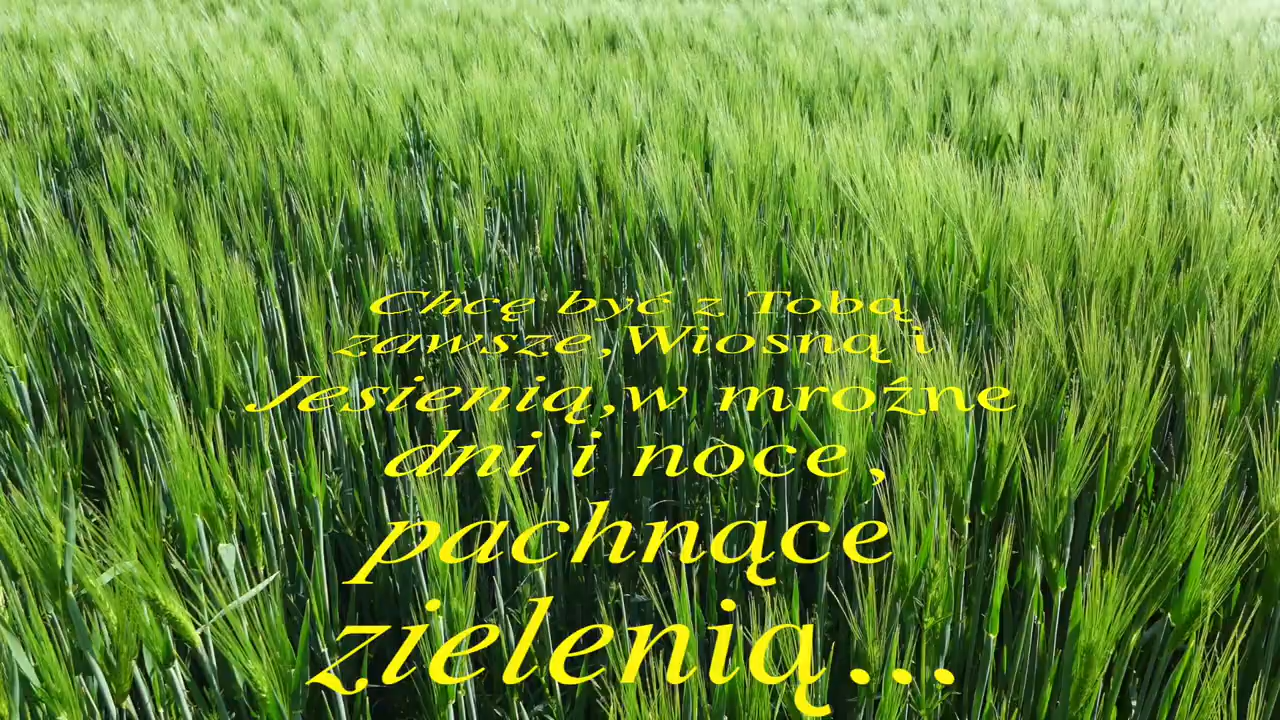 Chcę być z Tobą
zawsze,Wiosną i
Jesienią,w mroźne
dni i noce,
pachnące
zielenią...